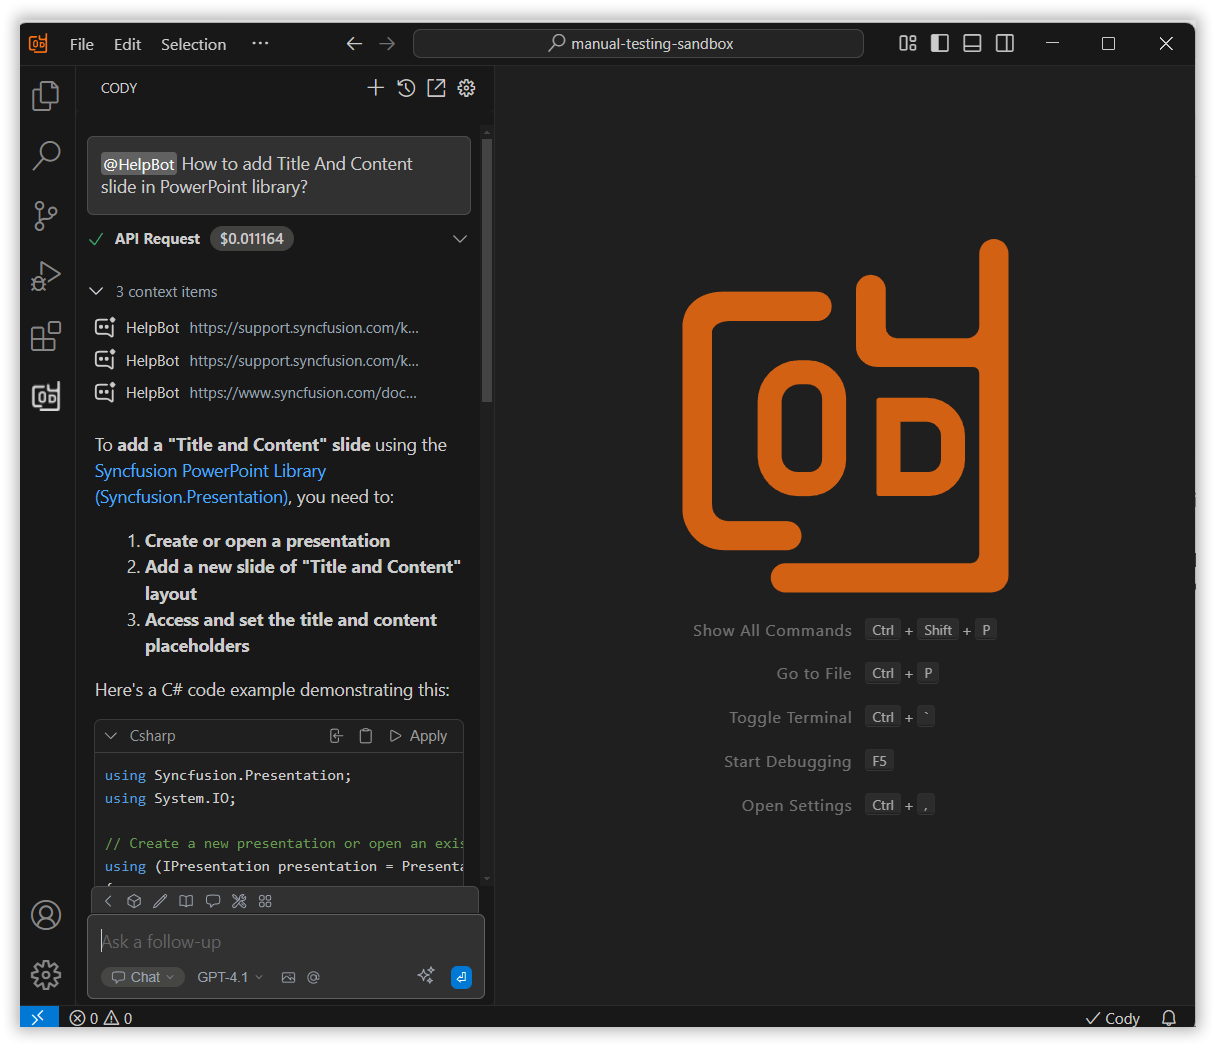 File Edit Selection ··· manual-testing-sandbox
CODY
@HelpBot How to add Title And Content
slide in PowerPoint library?
API Request $0.011164
3 context items
HelpBot https://support.syncfusion.com/k...
HelpBot https://support.syncfusion.com/k...
HelpBot https://www.syncfusion.com/doc...
To add a "Title and Content" slide using the
Syncfusion PowerPoint Library
(Syncfusion.Presentation), you need to:
1. Create or open a presentation
2. Add a new slide of "Title and Content"
layout
3. Access and set the title and content
placeholders
Here's a C# code example demonstrating this:
Csharp Apply
using Syncfusion.Presentation;
using System.IO;
// Create a new presentation or open an exis
using (IPresentation presentation = Presenta
{
Ask a follow-up
Chat GPT-4.1 @
OD
Show All Commands Ctrl + Shift + P
Go to File Ctrl + P
Toggle Terminal Ctrl + `
Start Debugging F5
Open Settings Ctrl + ,
0 0 Cody